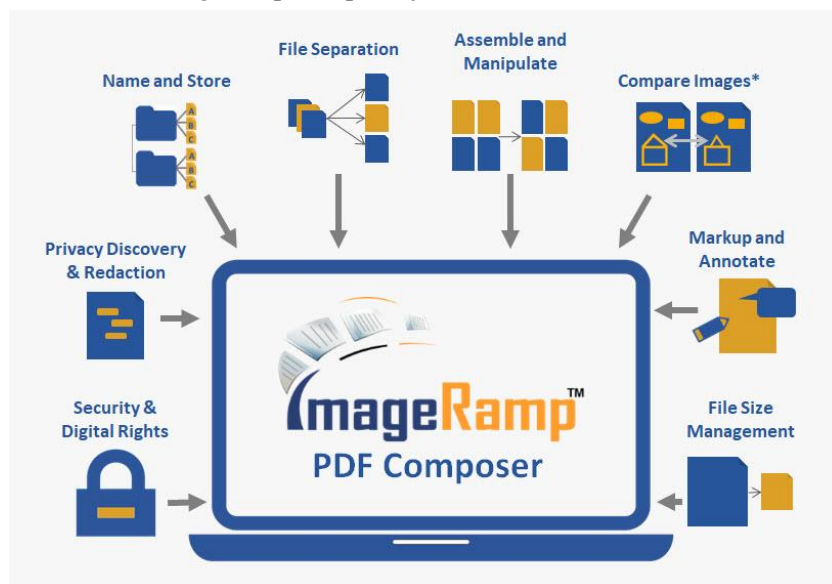 File Separation
Assemble and
Manipulate
Name and Store
Compare Images*
A
B
C
A
B
C
Privacy Discovery
& Redaction
Markup and
Annotate
ImageRamp™
PDF Composer
Security &
Digital Rights
File Size
Management